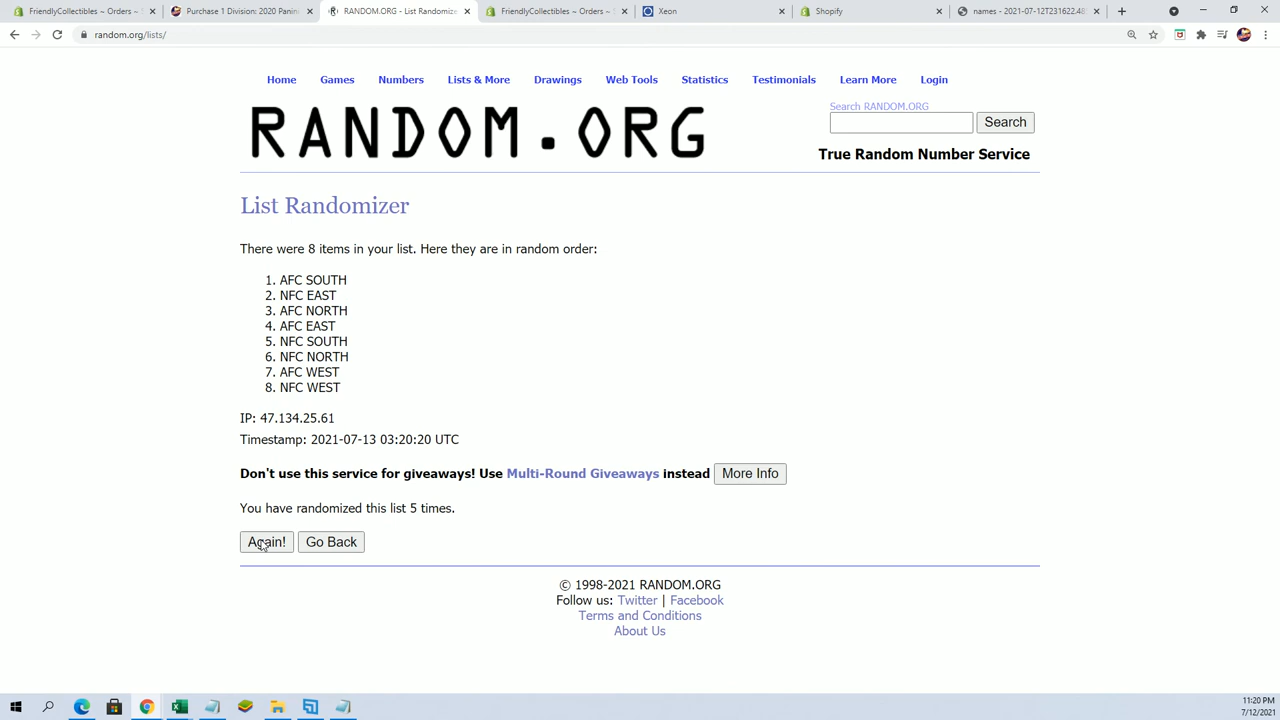 FriendlyCollectibles ~ Orders ~
Purchase 1 Division: 2020 Panini
RANDOM.ORG - List Randomizer
FriendlyCollectibles ~ Orders ~
Xeon
Shopify
names - 2021-07-12T231622.48
random.org/lists/
Home Games Numbers Lists & More Drawings Web Tools Statistics Testimonials Learn More Login
RANDOM.ORG
Search RANDOM.ORG
Search
True Random Number Service
List Randomizer
There were 8 items in your list. Here they are in random order:
1. AFC SOUTH
2. NFC EAST
3. AFC NORTH
4. AFC EAST
5. NFC SOUTH
6. NFC NORTH
7. AFC WEST
8. NFC WEST
IP: 47.134.25.61
Timestamp: 2021-07-13 03:20:20 UTC
Don't use this service for giveaways! Use Multi-Round Giveaways instead More Info
You have randomized this list 5 times.
Again! Go Back
© 1998-2021 RANDOM.ORG
Follow us: Twitter | Facebook
Terms and Conditions
About Us
11:20 PM
7/12/2021